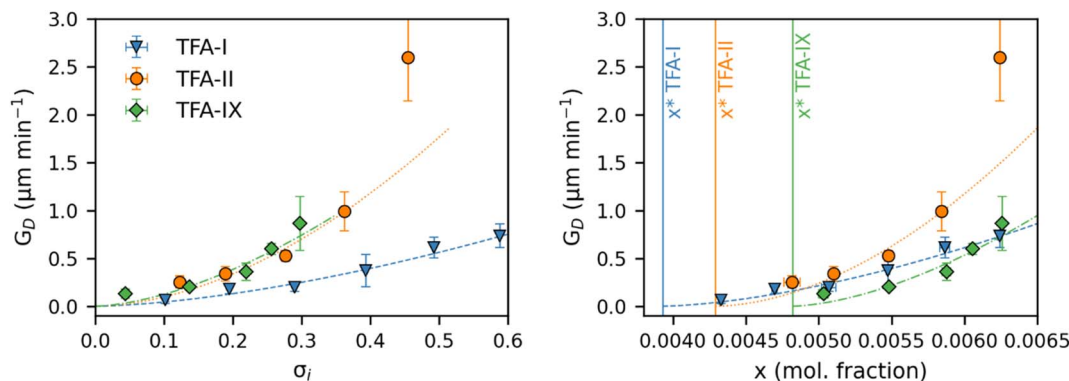 3.0
2.5
2.0
1.5
1.0
0.5
0.0
G_D (μm min⁻¹)
TFA-I
TFA-II
TFA-IX
0.0 0.1 0.2 0.3 0.4 0.5 0.6
σ_i
3.0
2.5
2.0
1.5
1.0
0.5
0.0
G_D (μm min⁻¹)
x* TFA-I
x* TFA-II
x* TFA-IX
0.0040 0.0045 0.0050 0.0055 0.0060 0.0065
x (mol. fraction)